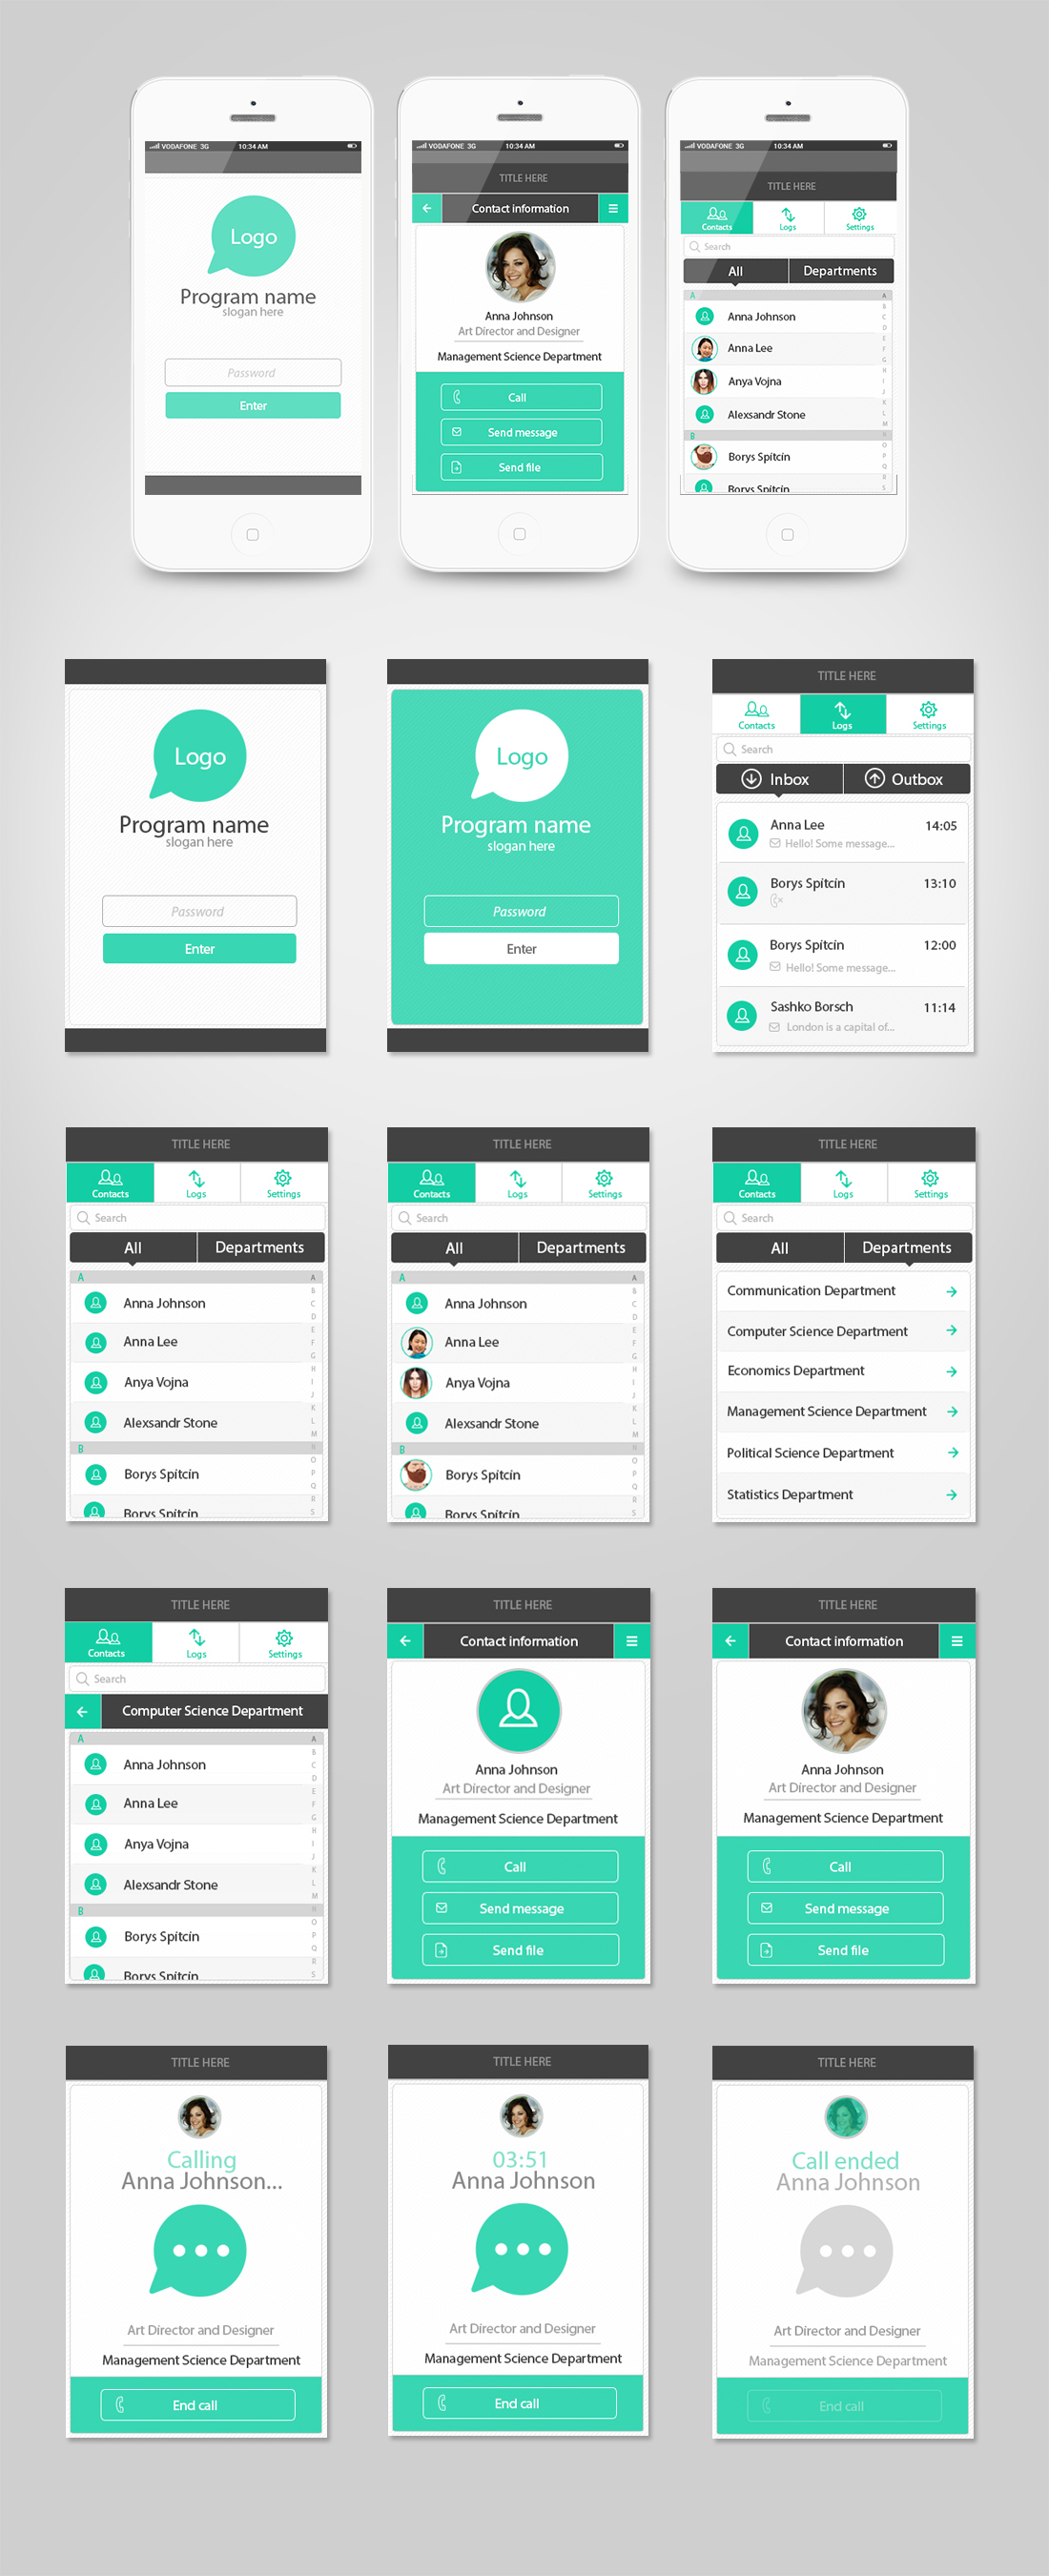 VODAFONE 3G 10:34 AM
Logo
Program name
slogan here
Password
Enter
VODAFONE 3G 10:34 AM
TITLE HERE
Contact information
Anna Johnson
Art Director and Designer
Management Science Department
Call
Send message
Send file
VODAFONE 3G 10:34 AM
TITLE HERE
Contacts Logs Settings
Search
All Departments
A
Anna Johnson
Anna Lee
Anya Vojna
Alexsandr Stone
B
Borys Spitcin
Borys Spitcin
A
B
C
D
E
F
G
H
I
J
K
L
M
N
O
P
Q
R
S
Logo
Program name
slogan here
Password
Enter
Logo
Program name
slogan here
Password
Enter
TITLE HERE
Contacts Logs Settings
Search
Inbox Outbox
Anna Lee 14:05
Hello! Some message...
Borys Spitcin 13:10
Borys Spitcin 12:00
Hello! Some message...
Sashko Borsch 11:14
London is a capital of...
TITLE HERE
Contacts Logs Settings
Search
All Departments
A
Anna Johnson
Anna Lee
Anya Vojna
Alexsandr Stone
B
Borys Spitcin
Borys Spitcin
A
B
C
D
E
F
G
H
I
J
K
L
M
N
O
P
Q
R
S
TITLE HERE
Contacts Logs Settings
Search
All Departments
A
Anna Johnson
Anna Lee
Anya Vojna
Alexsandr Stone
B
Borys Spitcin
Borys Spitcin
A
B
C
D
E
F
G
H
I
J
K
L
M
N
O
P
Q
R
S
TITLE HERE
Contacts Logs Settings
Search
All Departments
Communication Department
Computer Science Department
Economics Department
Management Science Department
Political Science Department
Statistics Department
TITLE HERE
Contacts Logs Settings
Search
Computer Science Department
A
Anna Johnson
Anna Lee
Anya Vojna
Alexsandr Stone
B
Borys Spitcin
Borys Spitcin
A
B
C
D
E
F
G
H
I
J
K
L
M
N
O
P
Q
R
S
TITLE HERE
Contact information
Anna Johnson
Art Director and Designer
Management Science Department
Call
Send message
Send file
TITLE HERE
Contact information
Anna Johnson
Art Director and Designer
Management Science Department
Call
Send message
Send file
TITLE HERE
Calling
Anna Johnson...
Art Director and Designer
Management Science Department
End call
TITLE HERE
03:51
Anna Johnson
Art Director and Designer
Management Science Department
End call
TITLE HERE
Call ended
Anna Johnson
Art Director and Designer
Management Science Department
End call